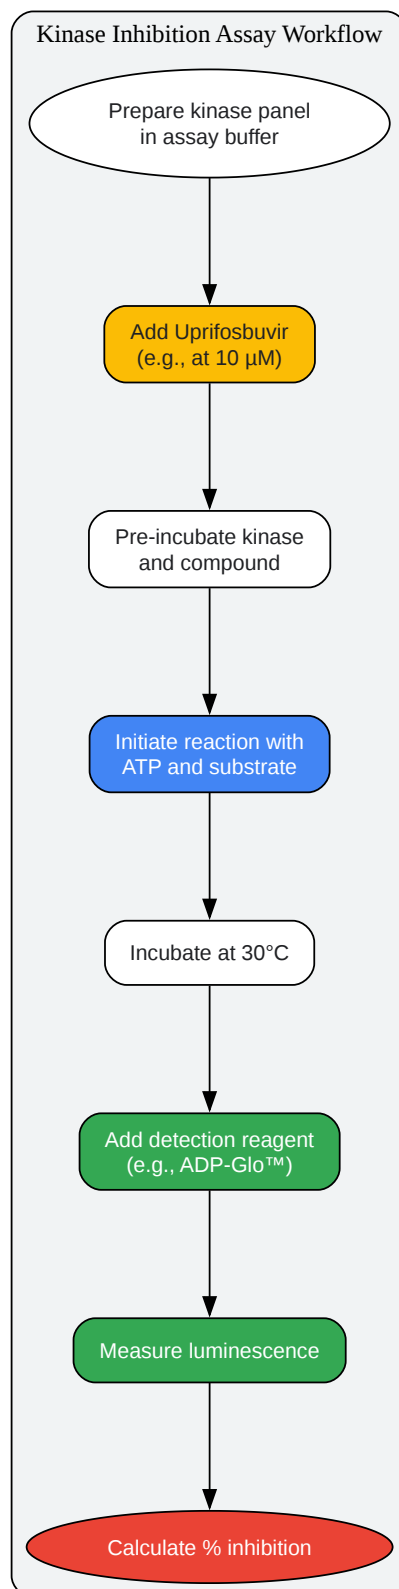 Kinase Inhibition Assay Workflow
Prepare kinase panel
in assay buffer
Add Uprifosbuvir
(e.g., at 10 µM)
Pre-incubate kinase
and compound
Initiate reaction with
ATP and substrate
Incubate at 30°C
Add detection reagent
(e.g., ADP-Glo™)
Measure luminescence
Calculate % inhibition